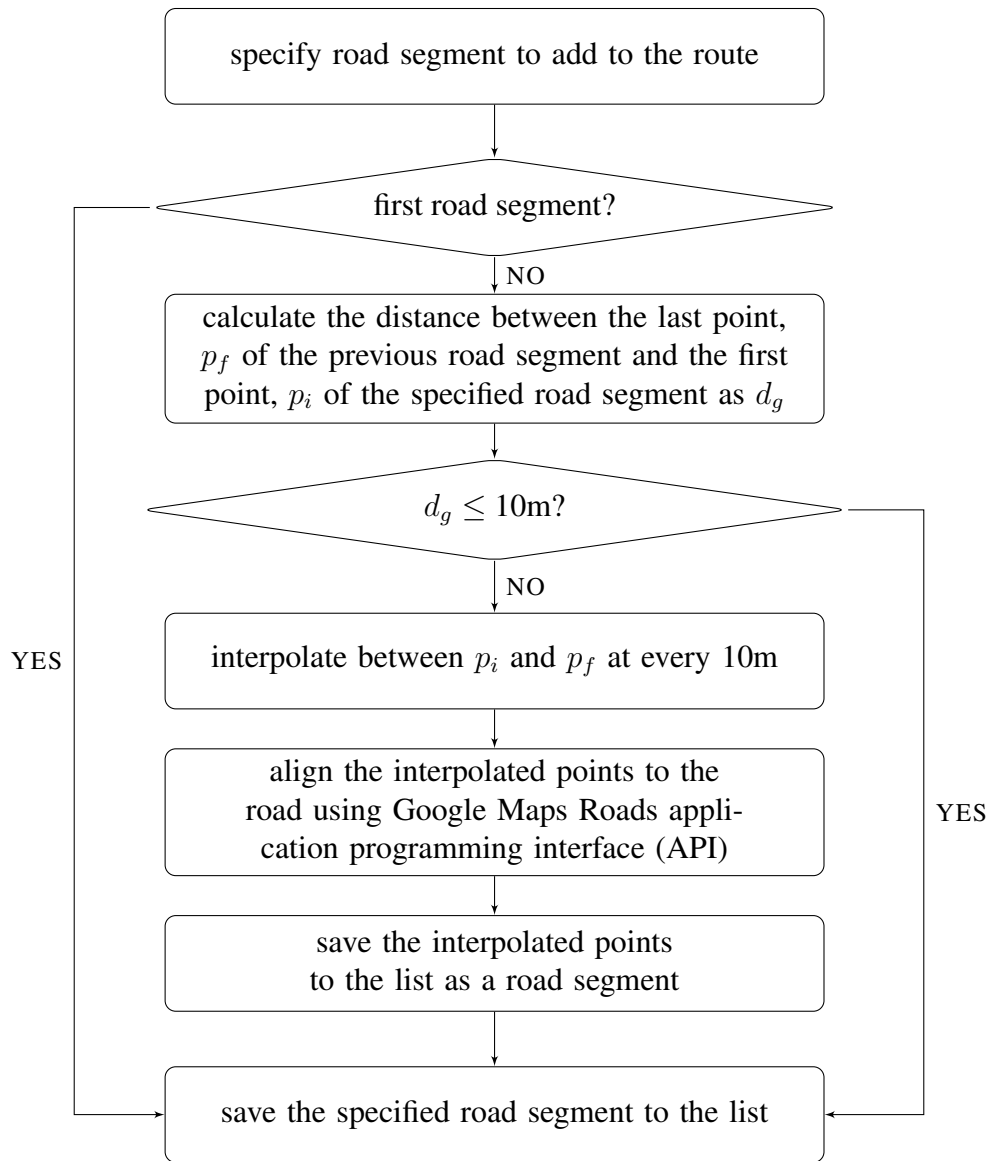 specify road segment to add to the route
first road segment?
NO
calculate the distance between the last point,
p_f of the previous road segment and the first
point, p_i of the specified road segment as d_g
d_g ≤ 10m?
NO
interpolate between p_i and p_f at every 10m
YES
align the interpolated points to the
road using Google Maps Roads appli-
cation programming interface (API)
YES
save the interpolated points
to the list as a road segment
save the specified road segment to the list